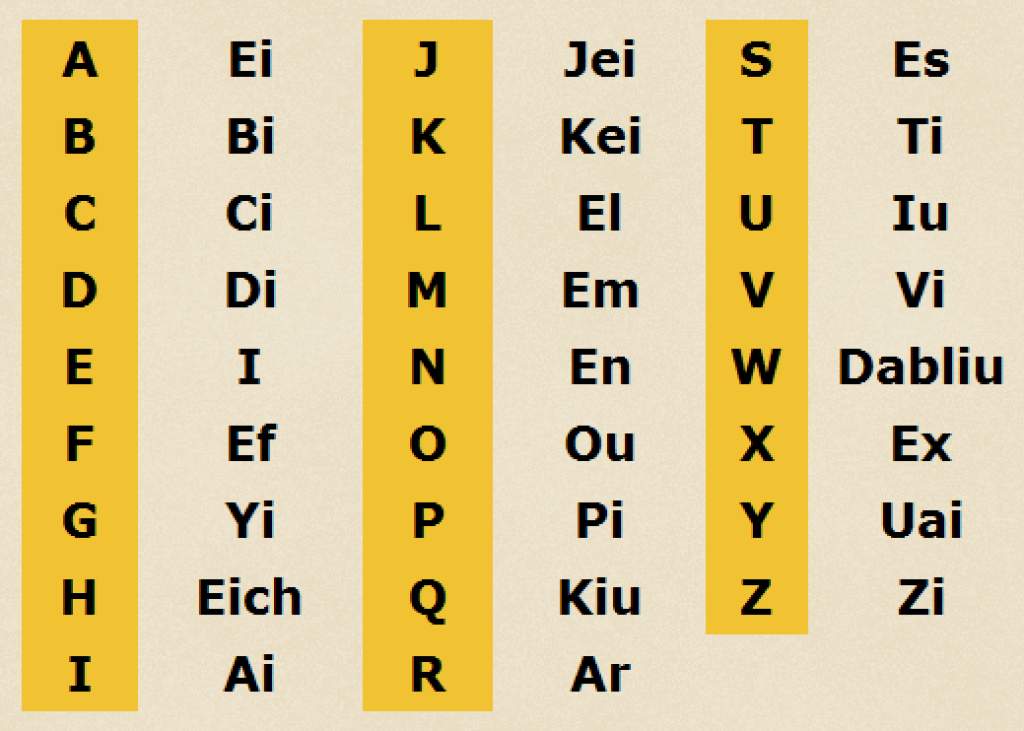 A Ei J Jei S Es
B Bi K Kei T Ti
C Ci L El U Iu
D Di M Em V Vi
E I N En W Dabliu
F Ef O Ou X Ex
G Yi P Pi Y Uai
H Eich Q Kiu Z Zi
I Ai R Ar